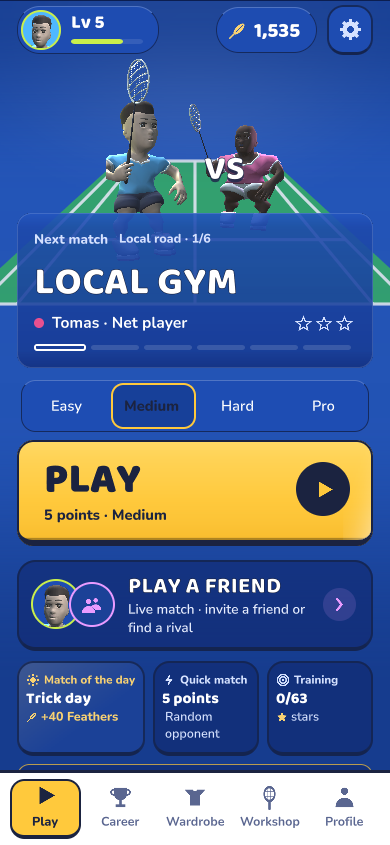 Lv 5
1,535
VS
Next match Local road · 1/6
LOCAL GYM
Tomas · Net player
Easy Medium Hard Pro
PLAY
5 points · Medium
PLAY A FRIEND
Live match · invite a friend or
find a rival
Match of the day
Trick day
+40 Feathers
Quick match
5 points
Random
opponent
Training
0/63
stars
Play Career Wardrobe Workshop Profile